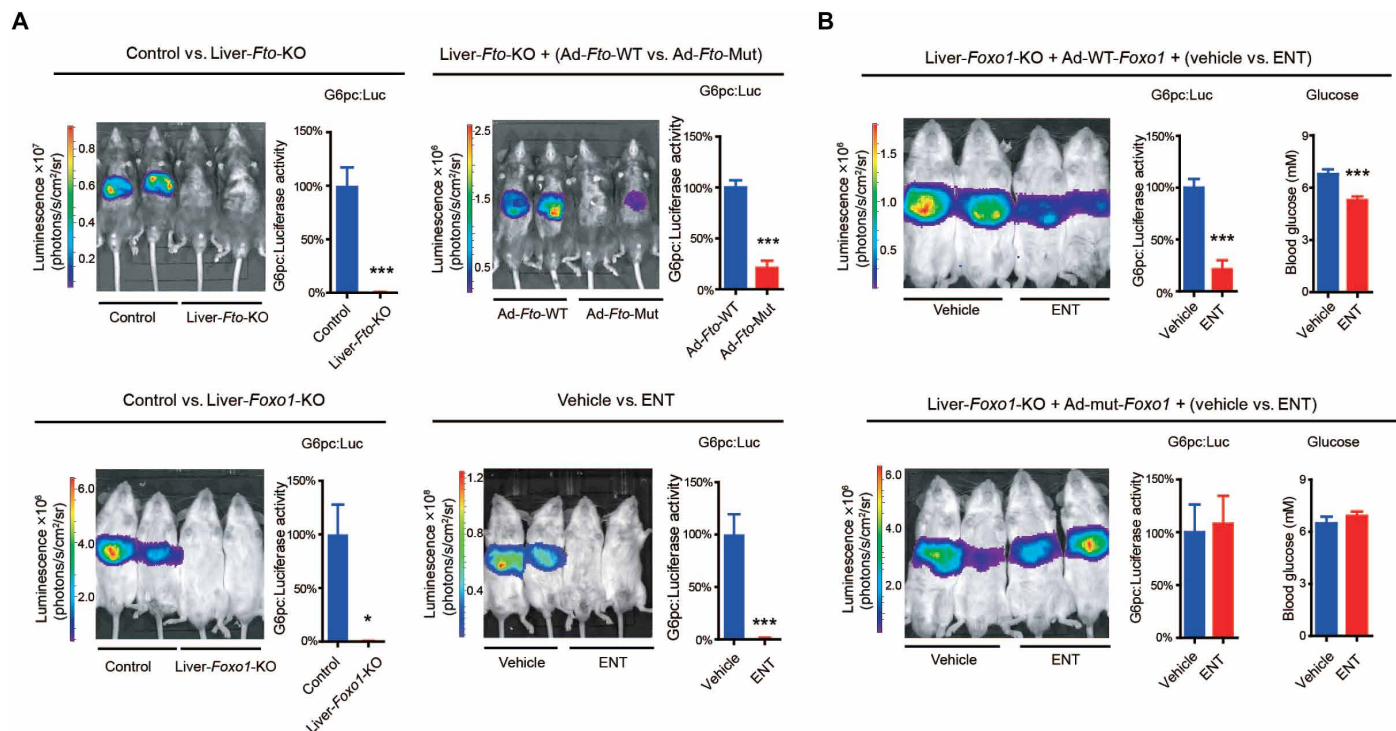 A
Control vs. Liver-Fto-KO
G6pc:Luc
Luminescence ×10⁷
(photons/s/cm²/sr)
0.8
0.6
0.4
0.2
Control
Liver-Fto-KO
G6pc:Luciferase activity
150%
100%
50%
0%
***
Control
Liver-Fto-KO
Liver-Fto-KO + (Ad-Fto-WT vs. Ad-Fto-Mut)
G6pc:Luc
Luminescence ×10⁶
(photons/s/cm²/sr)
2.5
1.5
0.5
Ad-Fto-WT
Ad-Fto-Mut
G6pc:Luciferase activity
150%
100%
50%
0%
***
Ad-Fto-WT
Ad-Fto-Mut
Control vs. Liver-Foxo1-KO
G6pc:Luc
Luminescence ×10⁶
(photons/s/cm²/sr)
6.0
4.0
2.0
Control
Liver-Foxo1-KO
G6pc:Luciferase activity
150%
100%
50%
0%
*
Control
Liver-Foxo1-KO
Vehicle vs. ENT
G6pc:Luc
Luminescence ×10⁸
(photons/s/cm²/sr)
1.2
0.8
0.4
Vehicle
ENT
G6pc:Luciferase activity
150%
100%
50%
0%
***
Vehicle
ENT
B
Liver-Foxo1-KO + Ad-WT-Foxo1 + (vehicle vs. ENT)
G6pc:Luc
Glucose
Luminescence ×10⁶
(photons/s/cm²/sr)
1.5
1.0
0.5
Vehicle
ENT
G6pc:Luciferase activity
150%
100%
50%
0%
***
Vehicle
ENT
Blood glucose (mM)
9
6
3
0
***
Vehicle
ENT
Liver-Foxo1-KO + Ad-mut-Foxo1 + (vehicle vs. ENT)
G6pc:Luc
Glucose
Luminescence ×10⁶
(photons/s/cm²/sr)
6.0
4.0
2.0
Vehicle
ENT
G6pc:Luciferase activity
150%
100%
50%
0%
Vehicle
ENT
Blood glucose (mM)
9
6
3
0
Vehicle
ENT